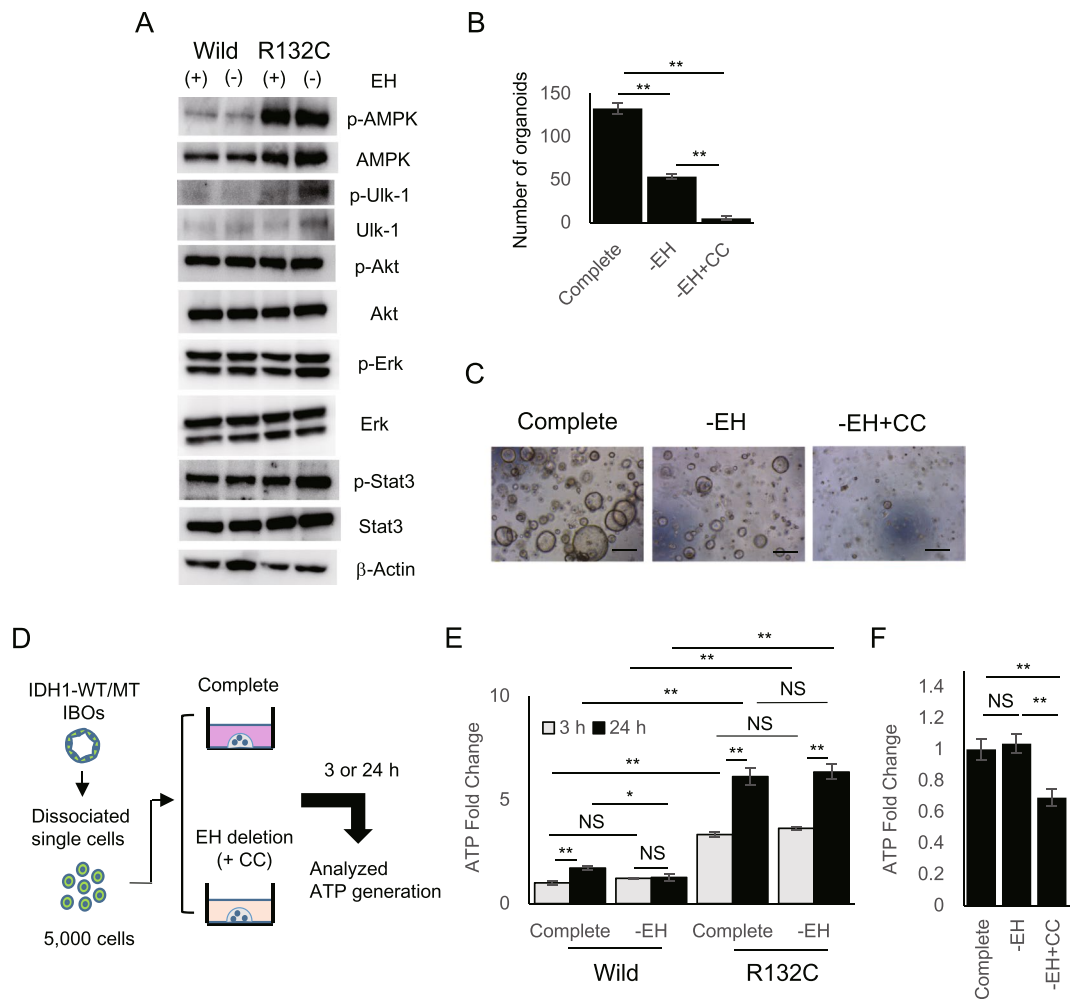 A
Wild R132C
(+) (-) (+) (-) EH
p-AMPK
AMPK
p-Ulk-1
Ulk-1
p-Akt
Akt
p-Erk
Erk
p-Stat3
Stat3
β-Actin
B
**
**
**
Number of organoids
150
100
50
0
Complete
-EH
-EH+CC
C
Complete -EH -EH+CC
D
IDH1-WT/MT
IBOs
Dissociated
single cells
5,000 cells
Complete
EH deletion
(+ CC)
3 or 24 h
Analyzed
ATP generation
E
**
**
** NS
NS
** ** **
*
NS NS
**
ATP Fold Change
10
5
0
3 h 24 h
Complete -EH Complete -EH
Wild R132C
F
**
NS **
ATP Fold Change
1.4
1.2
1
0.8
0.6
0.4
0.2
0
Complete
-EH
-EH+CC